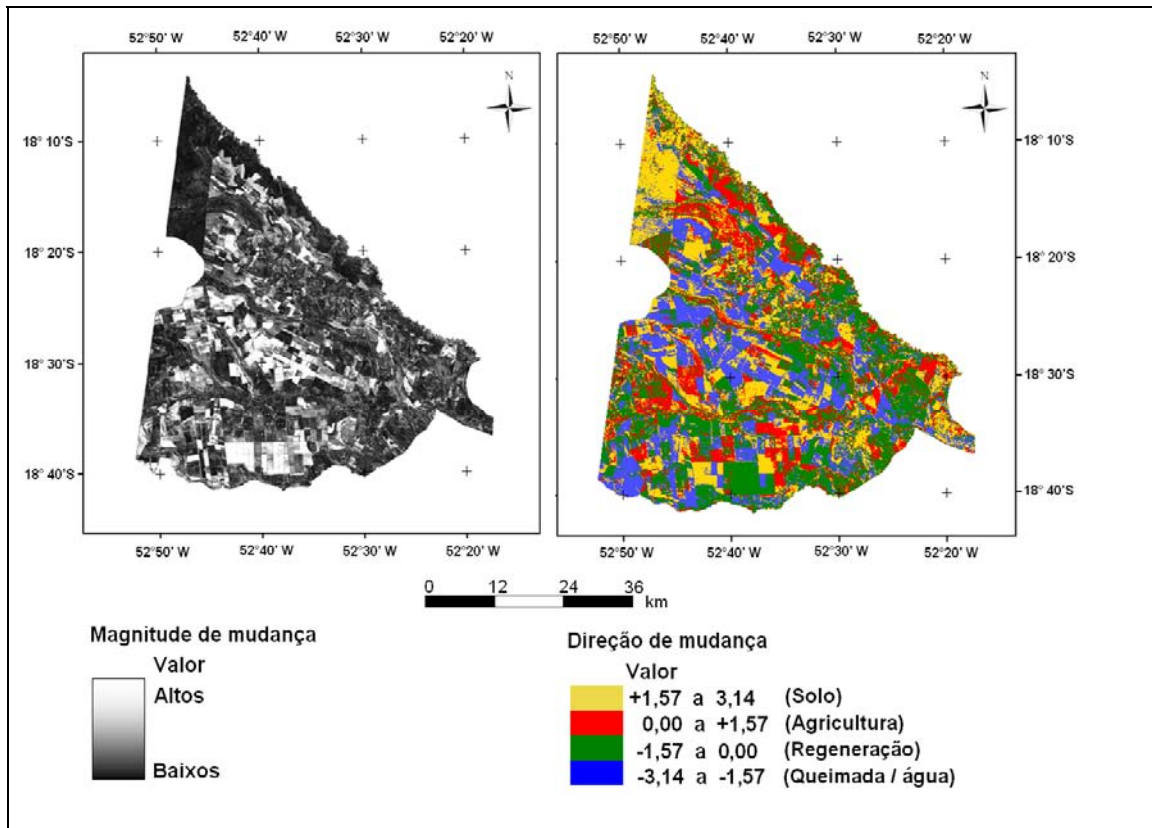 52°50' W 52°40' W 52°30' W 52°20' W
52°50' W 52°40' W 52°30' W 52°20' W
N
N
18° 10'S
18° 20'S
18° 30'S
18° 40'S
18° 10'S
18° 20'S
18° 30'S
18° 40'S
52°50' W 52°40' W 52°30' W 52°20' W
52°50' W 52°40' W 52°30' W 52°20' W
0 12 24 36
km
Magnitude de mudança
Valor
Altos
Baixos
Direção de mudança
Valor
+1,57 a 3,14 (Solo)
0,00 a +1,57 (Agricultura)
-1,57 a 0,00 (Regeneração)
-3,14 a -1,57 (Queimada / água)